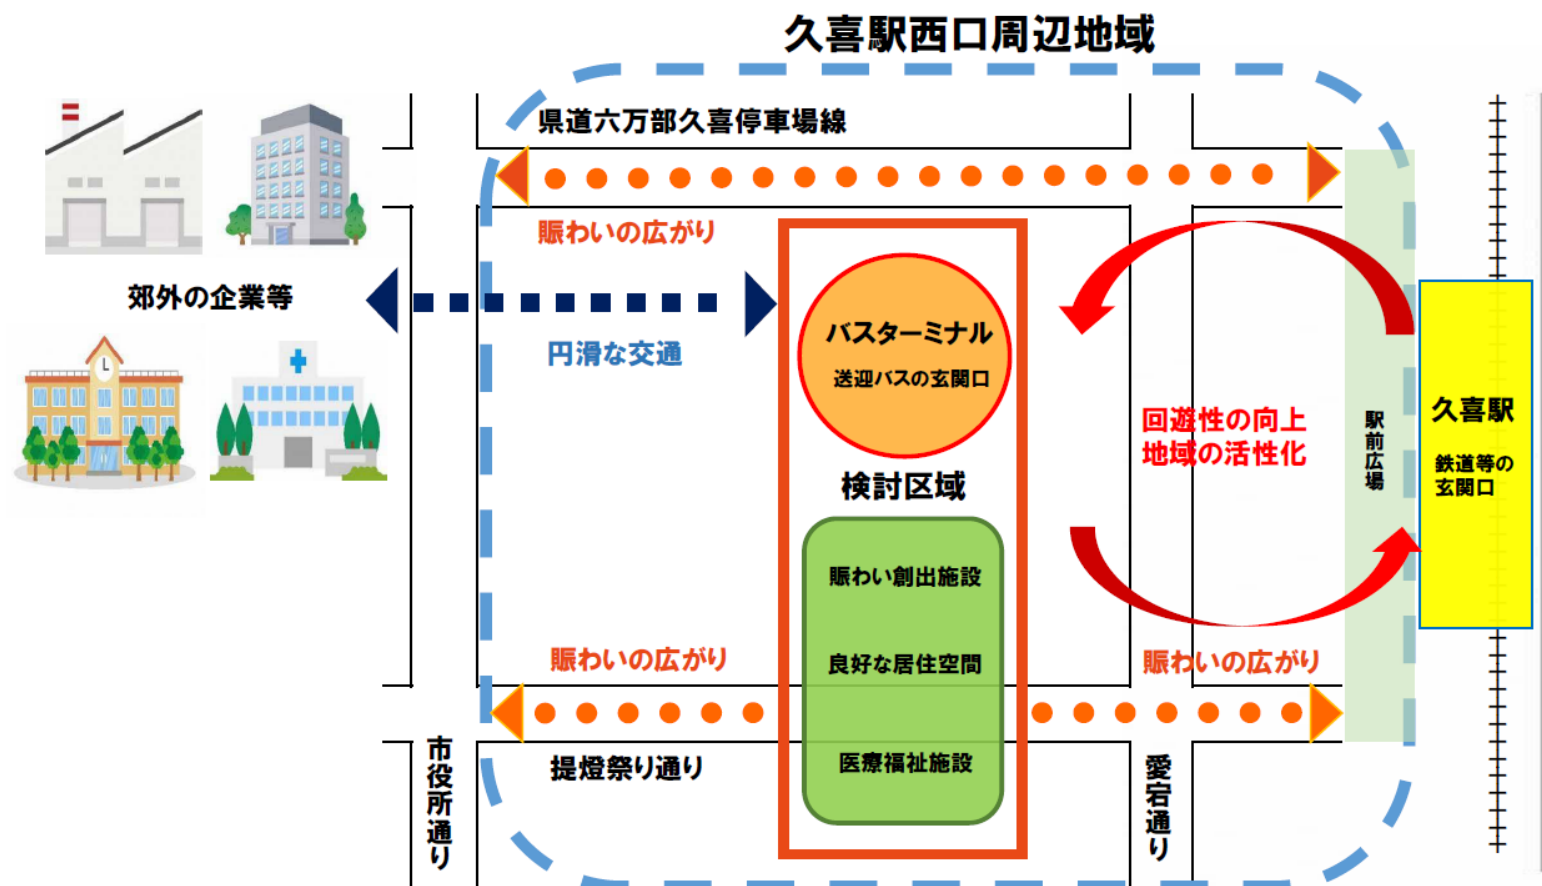 久喜駅西口周辺地域
県道六万部久喜停車場線
賑わいの広がり
郊外の企業等
円滑な交通
バスターミナル
送迎バスの玄関口
検討区域
賑わい創出施設
良好な居住空間
医療福祉施設
回遊性の向上
地域の活性化
駅前広場
久喜駅
鉄道等の
玄関口
賑わいの広がり
賑わいの広がり
提燈祭り通り
市役所通り
愛宕通り